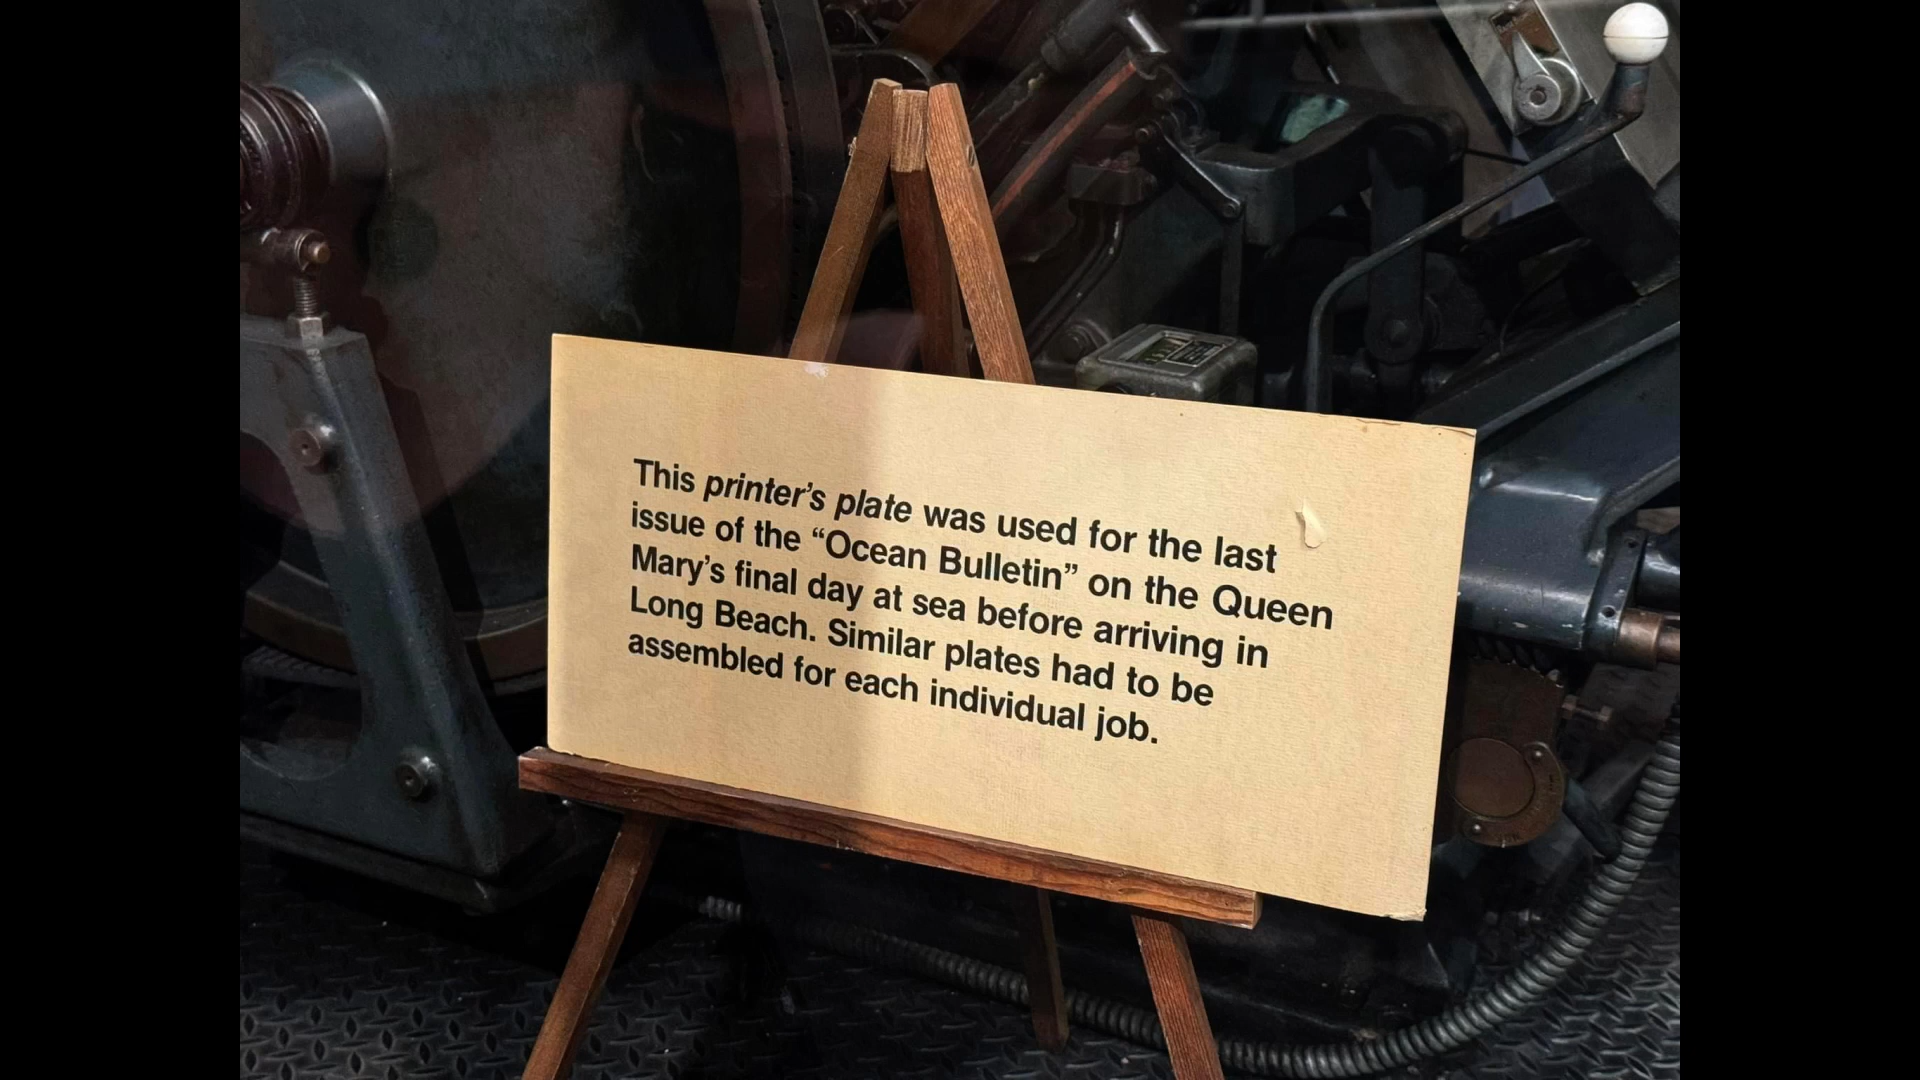 This printer's plate was used for the last
issue of the “Ocean Bulletin” on the Queen
Mary's final day at sea before arriving in
Long Beach. Similar plates had to be
assembled for each individual job.